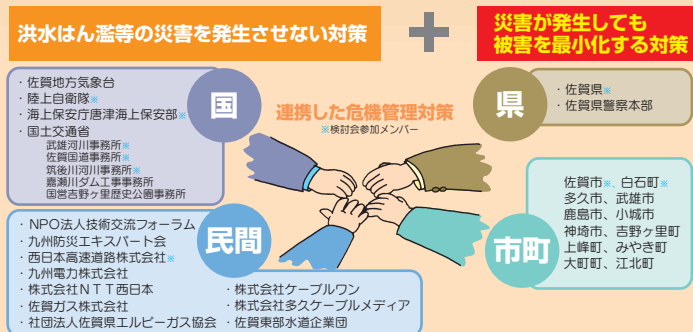 洪水はん濫等の災害を発生させない対策
＋
災害が発生しても
被害を最小化する対策
・佐賀地方気象台
・陸上自衛隊※
・海上保安庁唐津海上保安部※
・国土交通省
武雄河川事務所※
佐賀国道事務所※
筑後川河川事務所※
嘉瀬川ダム工事事務所
国営吉野ヶ里歴史公園事務所
国
連携した危機管理対策
※検討会参加メンバー
県
・佐賀県※
・佐賀県警察本部
佐賀市※、白石町※
多久市、武雄市
鹿島市、小城市
神埼市、吉野ヶ里町
上峰町、みやき町
大町町、江北町
市町
民間
・NPO法人技術交流フォーラム
・九州防災エキスパート会
・西日本高速道路株式会社※
・九州電力株式会社
・株式会社NTT西日本
・佐賀ガス株式会社
・社団法人佐賀県エルピーガス協会
・株式会社ケーブルワン
・株式会社多久ケーブルメディア
・佐賀東部水道企業団